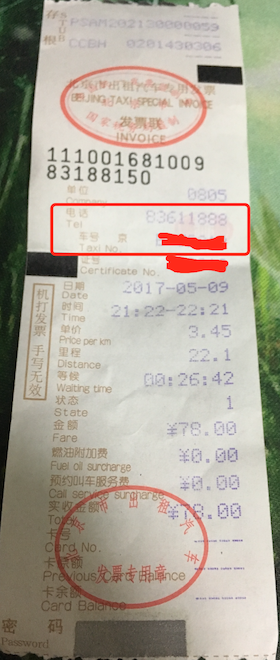 存根 STUB
PSAM202130000059
CCBH 0201430306
北京市出租汽车专用发票
BEIJING TAXI SPECIAL INVOICE
发票联
INVOICE
111001681009
83188150
单位 0805
Company
电话 83611888
Tel
车号 京
Taxi No.
证号
Certificate No.
日期 2017-05-09
Date
时间 21:22-22:21
Time
单价 3.45
Price per km
里程 22.1
Distance
等候 00:26:42
Waiting time
状态 1
State
金额 ¥78.00
Fare
燃油附加费 ¥0.00
Fuel oil surcharge
预约叫车服务费 ¥0.00
Call service surcharge
实收金额 ¥78.00
Total
卡号
Card No.
卡原额
Previous Card Balance
卡余额
Card Balance
密码
Password
机打发票 手写无效
发票专用章